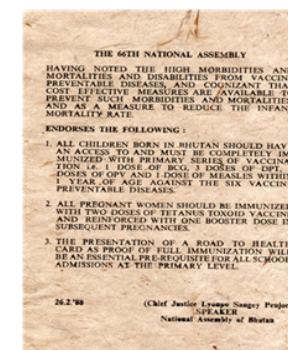 THE 66TH NATIONAL ASSEMBLY
HAVING NOTED THE HIGH MORBIDITIES AND
MORTALITIES AND DISABILITIES FROM VACCIN
PREVENTABLE DISEASES, AND COGNIZANT THA
COST EFFECTIVE MEASURES ARE AVAILABLE TO
PREVENT SUCH MORBIDITIES AND MORTALITIES
AND AS A MEASURE TO REDUCE THE INFAN
MORTALITY RATE.
ENDORSES THE FOLLOWING :
1. ALL CHILDREN BORN IN BHUTAN SHOULD HAVE
AN ACCESS TO AND MUST BE COMPLETELY IM
MUNIZED WITH PRIMARY SERIES OF VACCINA
TION i.e. 1 DOSE OF BCG, 3 DOSES OF DPT,
DOSES OF OPV AND 1 DOSE OF MEASLES WITHIN
1 YEAR OF AGE AGAINST THE SIX VACCIN
PREVENTABLE DISEASES.
2. ALL PREGNANT WOMEN SHOULD BE IMMUNIZED
WITH TWO DOSES OF TETANUS TOXOID VACCINE
AND REINFORCED WITH ONE BOOSTER DOSE IN
SUBSEQUENT PREGNANCIES.
3. THE PRESENTATION OF A ROAD TO HEALTH
CARD AS PROOF OF FULL IMMUNIZATION WILL
BE AN ESSENTIAL PRE-REQUISITE FOR ALL SCHOOL
ADMISSIONS AT THE PRIMARY LEVEL.
26.2.'88 (Chief Justice Lyonpo Sangey Penjor
SPEAKER
National Assembly of Bhutan